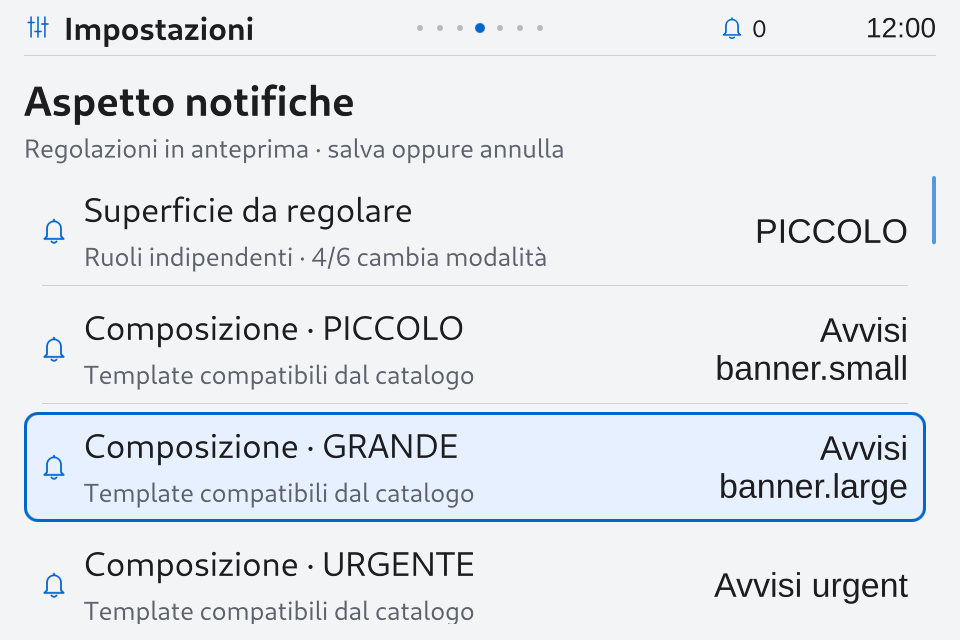 Impostazioni
0
12:00
Aspetto notifiche
Regolazioni in anteprima · salva oppure annulla
Superficie da regolare
Ruoli indipendenti · 4/6 cambia modalità
PICCOLO
Composizione · PICCOLO
Template compatibili dal catalogo
Avvisi
banner.small
Composizione · GRANDE
Template compatibili dal catalogo
Avvisi
banner.large
Composizione · URGENTE
Template compatibili dal catalogo
Avvisi urgent